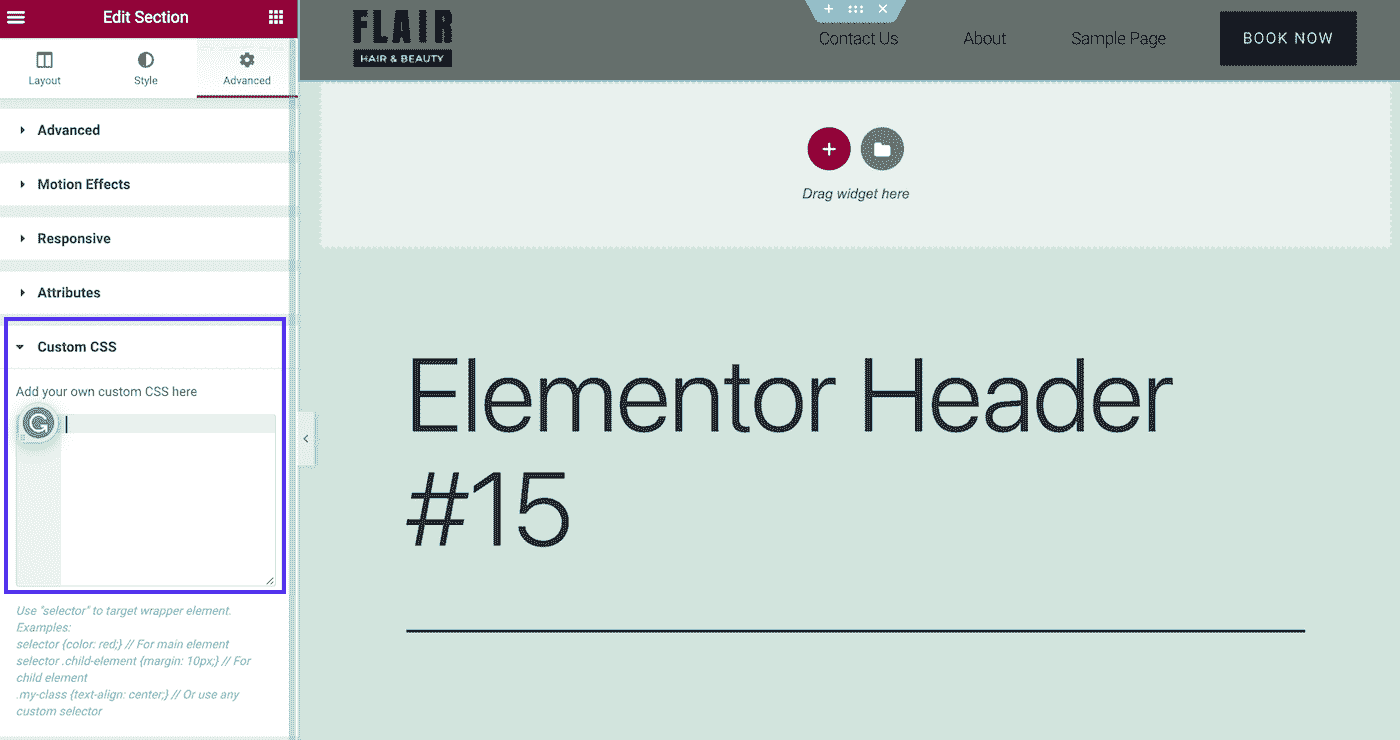 Edit Section
Layout
Style
Advanced
Advanced
Motion Effects
Responsive
Attributes
Custom CSS
Add your own custom CSS here
Use "selector" to target wrapper element.
Examples:
selector {color: red;} // For main element
selector .child-element {margin: 10px;} // For
child element
.my-class {text-align: center;} // Or use any
custom selector
FLAIR
HAIR & BEAUTY
Contact Us
About
Sample Page
BOOK NOW
Drag widget here
Elementor Header
#15